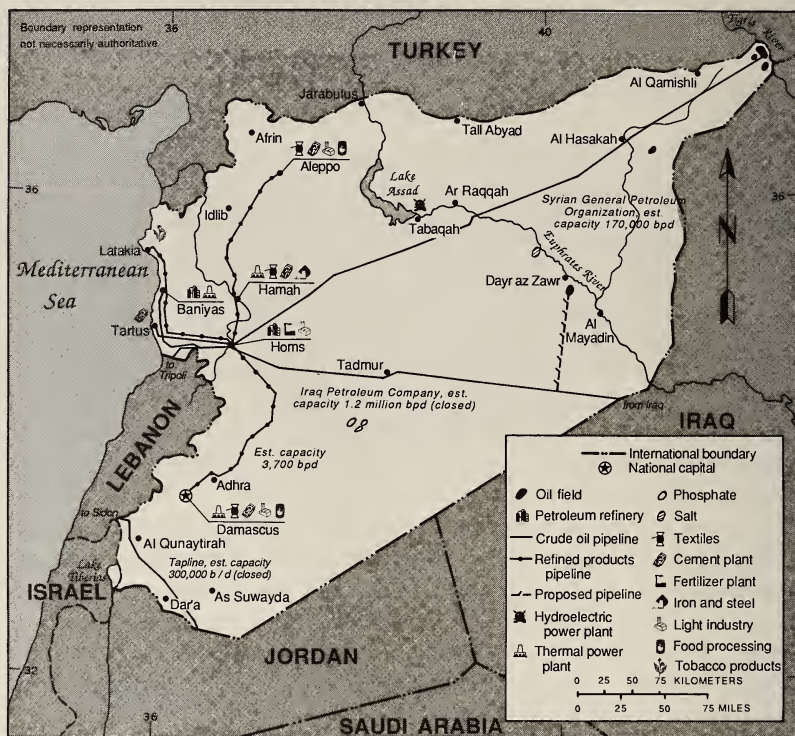 Boundary representation
not necessarily authoritative
36
40
Tigris River
TURKEY
Jarabulus
Al Qamishli
Afrin
Tall Abyad
Al Hasakah
Aleppo
36
Lake
Assad
Ar Raqqah
36
Idlib
Tabaqah
Syrian General Petroleum
Organization, est.
capacity 170,000 bpd
Latakia
Euphrates River
Mediterranean
Sea
Baniyas
Hamah
Dayr az Zawr
Tartus
Homs
Al
Mayadin
to
Tripoli
Tadmur
Iraq Petroleum Company, est.
capacity 1.2 million bpd (closed)
from Iraq
IRAQ
LEBANON
Est. capacity
3,700 bpd
Adhra
to Sidon
Damascus
Al Qunaytirah
Lake
Tiberias
Tapline, est. capacity
300,000 b / d (closed)
ISRAEL
Dar'a
As Suwayda
32
JORDAN
36
SAUDI ARABIA
International boundary
National capital
Oil field
Petroleum refinery
Crude oil pipeline
Refined products
pipeline
Proposed pipeline
Hydroelectric
power plant
Thermal power
plant
Phosphate
Salt
Textiles
Cement plant
Fertilizer plant
Iron and steel
Light industry
Food processing
Tobacco products
0 25 50 75 KILOMETERS
0 25 50 75 MILES
N